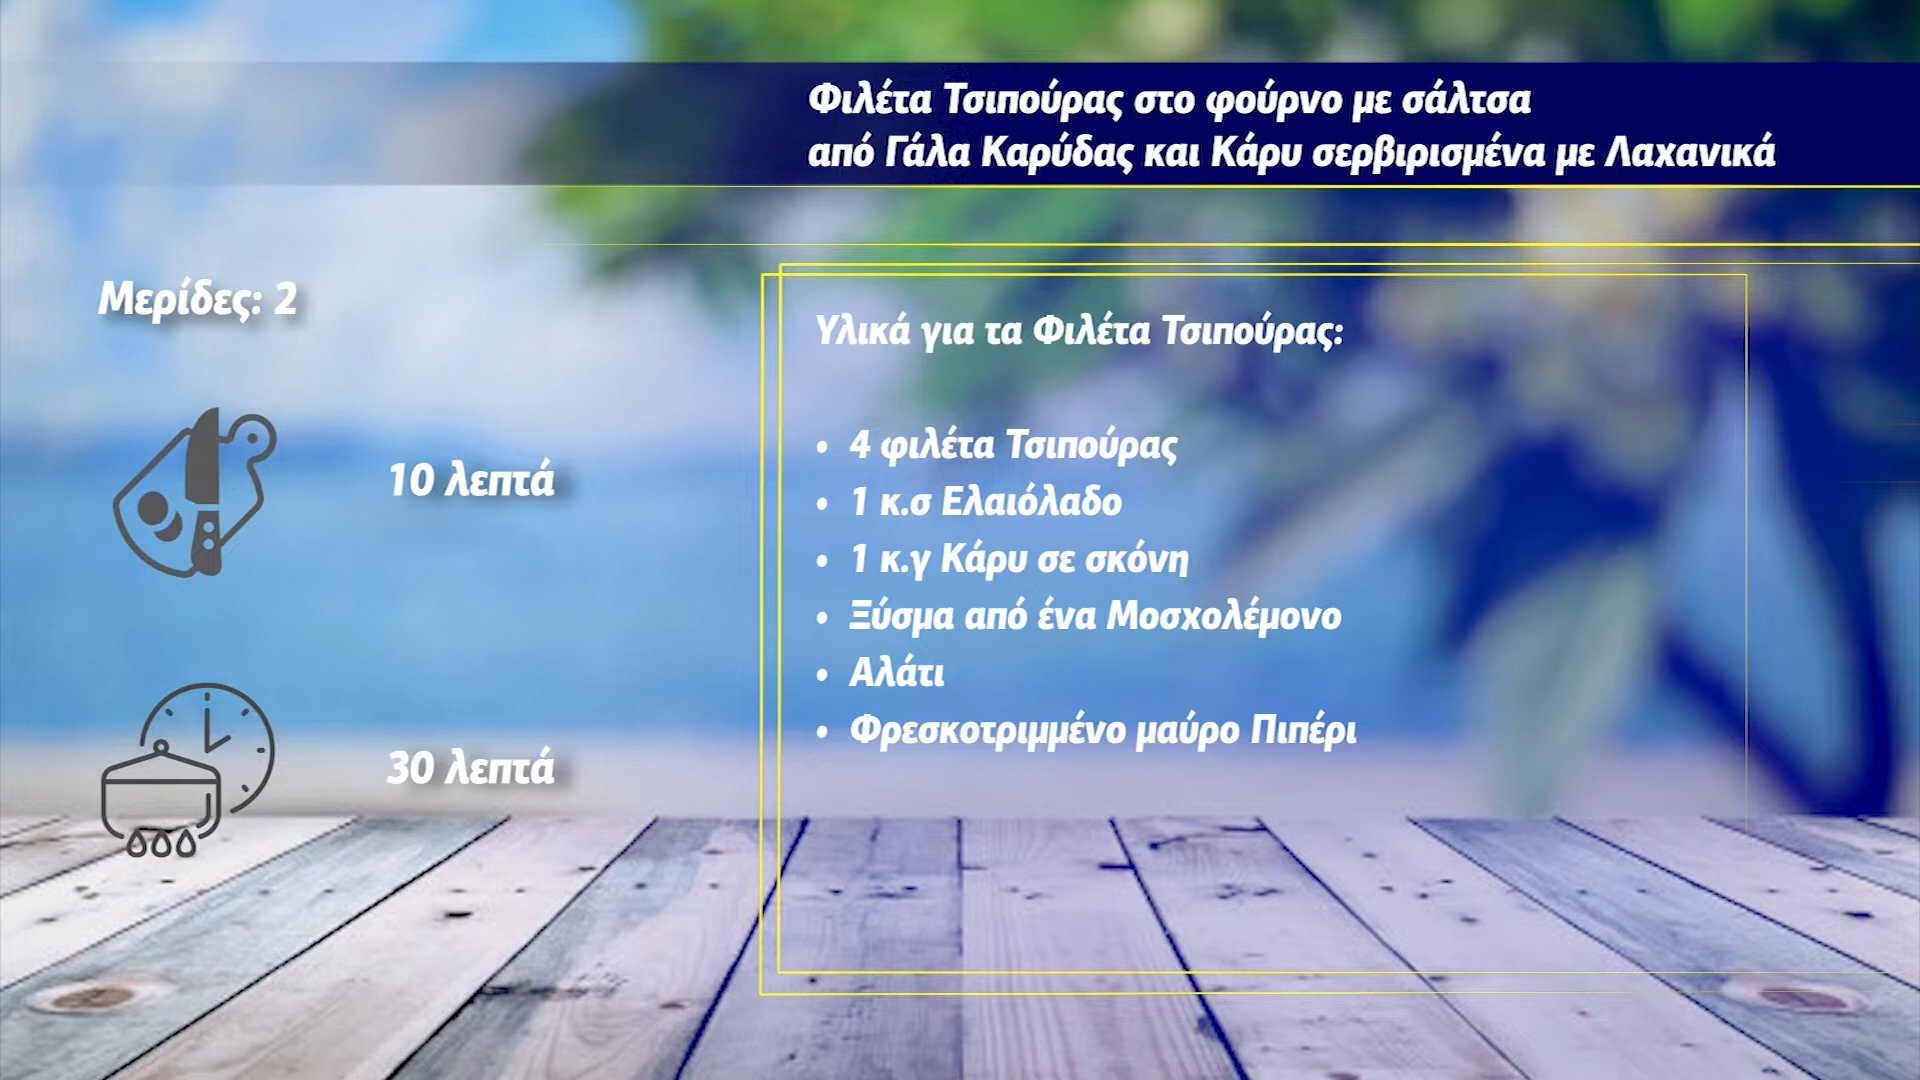 Φιλέτα Τσιπούρας στο φούρνο με σάλτσα
από Γάλα Καρύδας και Κάρυ σερβιρισμένα με Λαχανικά
Μερίδες: 2
10 λεπτά
30 λεπτά
Υλικά για τα Φιλέτα Τσιπούρας:
• 4 φιλέτα Τσιπούρας
• 1 κ.σ Ελαιόλαδο
• 1 κ.γ Κάρυ σε σκόνη
• Ξύσμα από ένα Μοσχολέμονο
• Αλάτι
• Φρεσκοτριμμένο μαύρο Πιπέρι